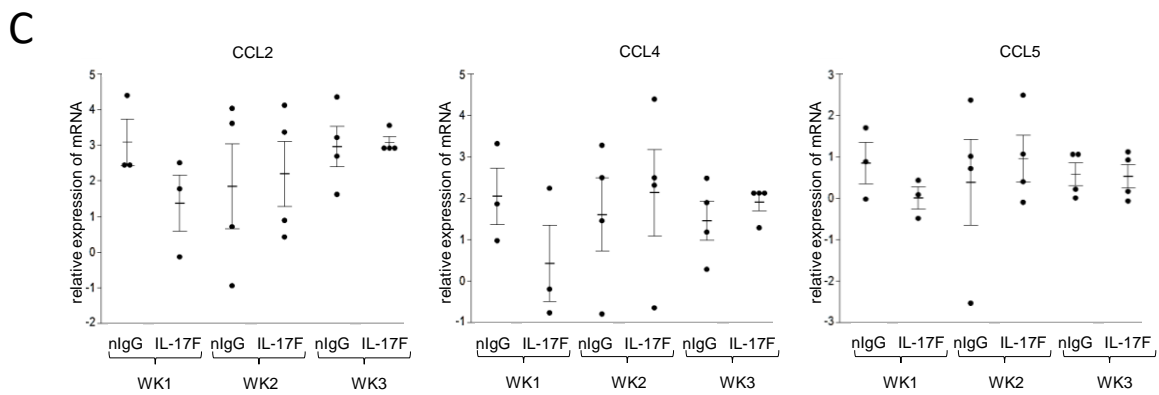 C
CCL2
relative expression of mRNA
5
4
3
2
1
0
-1
-2
nIgG IL-17F nIgG IL-17F nIgG IL-17F
WK1 WK2 WK3
CCL4
relative expression of mRNA
5
4
3
2
1
0
-1
nIgG IL-17F nIgG IL-17F nIgG IL-17F
WK1 WK2 WK3
CCL5
relative expression of mRNA
3
2
1
0
-1
-2
-3
nIgG IL-17F nIgG IL-17F nIgG IL-17F
WK1 WK2 WK3